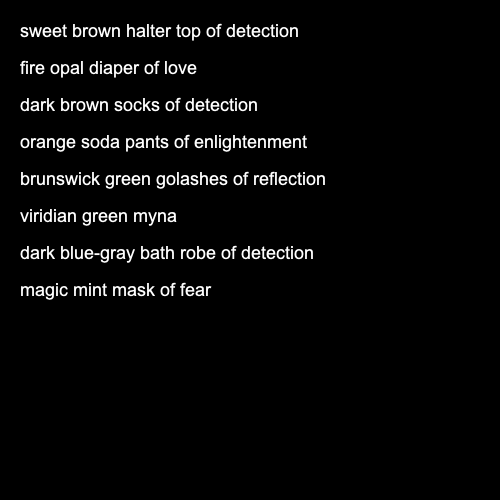 sweet brown halter top of detection
fire opal diaper of love
dark brown socks of detection
orange soda pants of enlightenment
brunswick green golashes of reflection
viridian green myna
dark blue-gray bath robe of detection
magic mint mask of fear